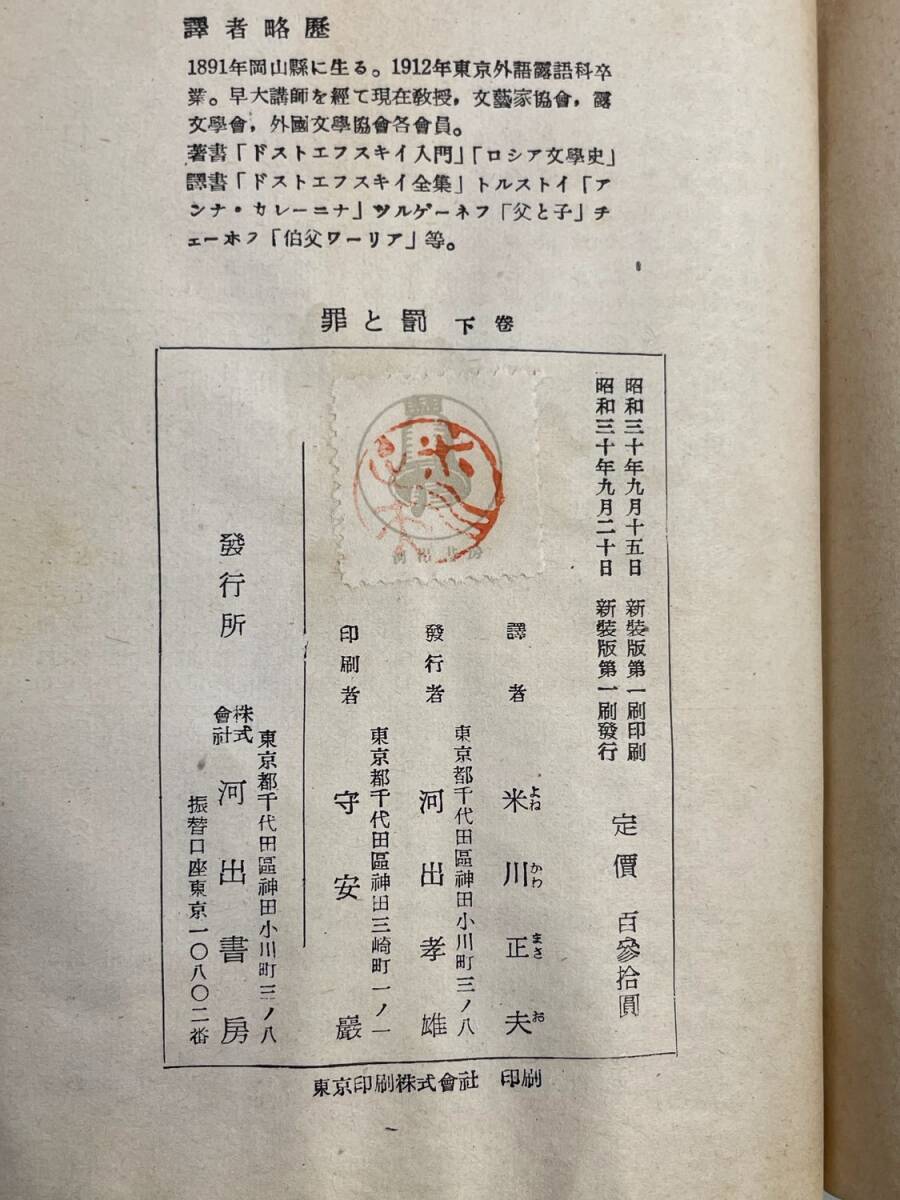 譯者略歷
1891年岡山縣に生る。1912年東京外語露語科卒
業。早大講師を經て現在敎授，文藝家協會，露
文學會，外國文學協會各會員。
著書「ドストエフスキイ入門」「ロシア文學史」
譯書「ドストエフスキイ全集」トルストイ「ア
ンナ・カレーニナ」ツルゲーネフ「父と子」チ
ェーホフ「伯父ワーリア」等。
罪と罰 下卷
昭和三十年九月十五日 新裝版第一刷印刷
昭和三十年九月二十日 新裝版第一刷發行
定價 百參拾圓
譯者 米川正夫
よね かわ まさ お
東京都千代田區神田小川町三ノ八
發行者 河出孝雄
東京都千代田區神田三崎町一ノ一
印刷者 守安巖
河出書房
發行所
東京都千代田區神田小川町三ノ八
株式會社 河出書房
振替口座東京一〇八〇二番
東京印刷株式會社 印刷